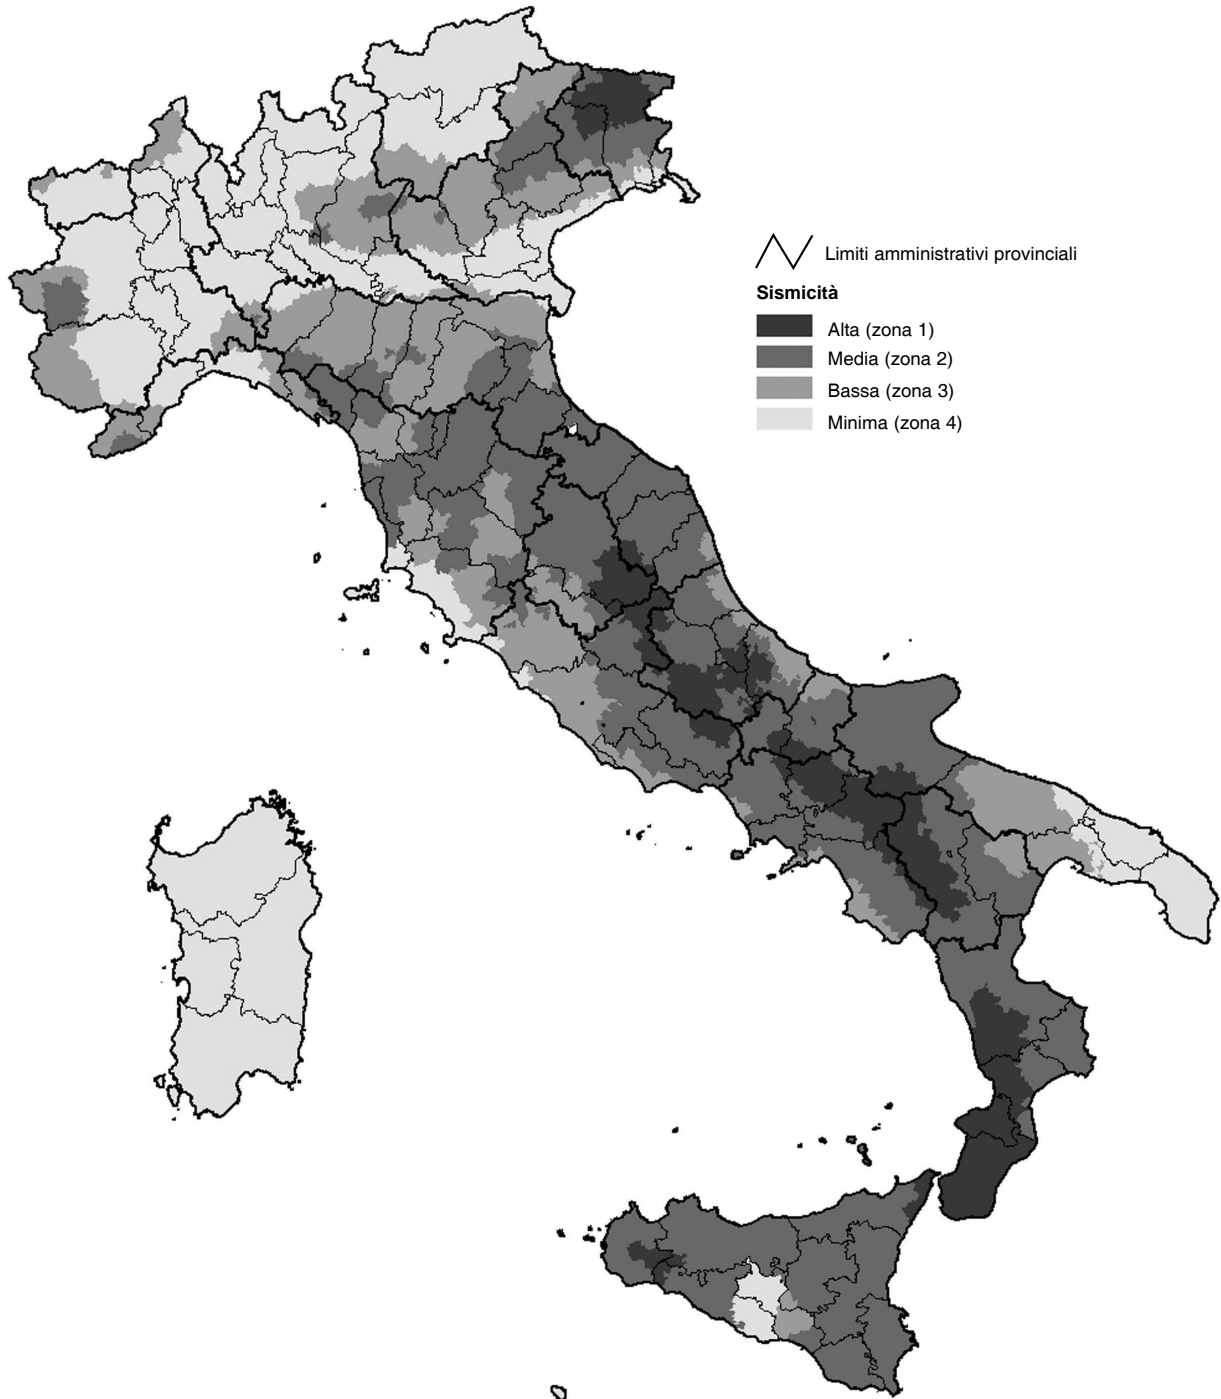 Limiti amministrativi provinciali
Sismicità
Alta (zona 1)
Media (zona 2)
Bassa (zona 3)
Minima (zona 4)